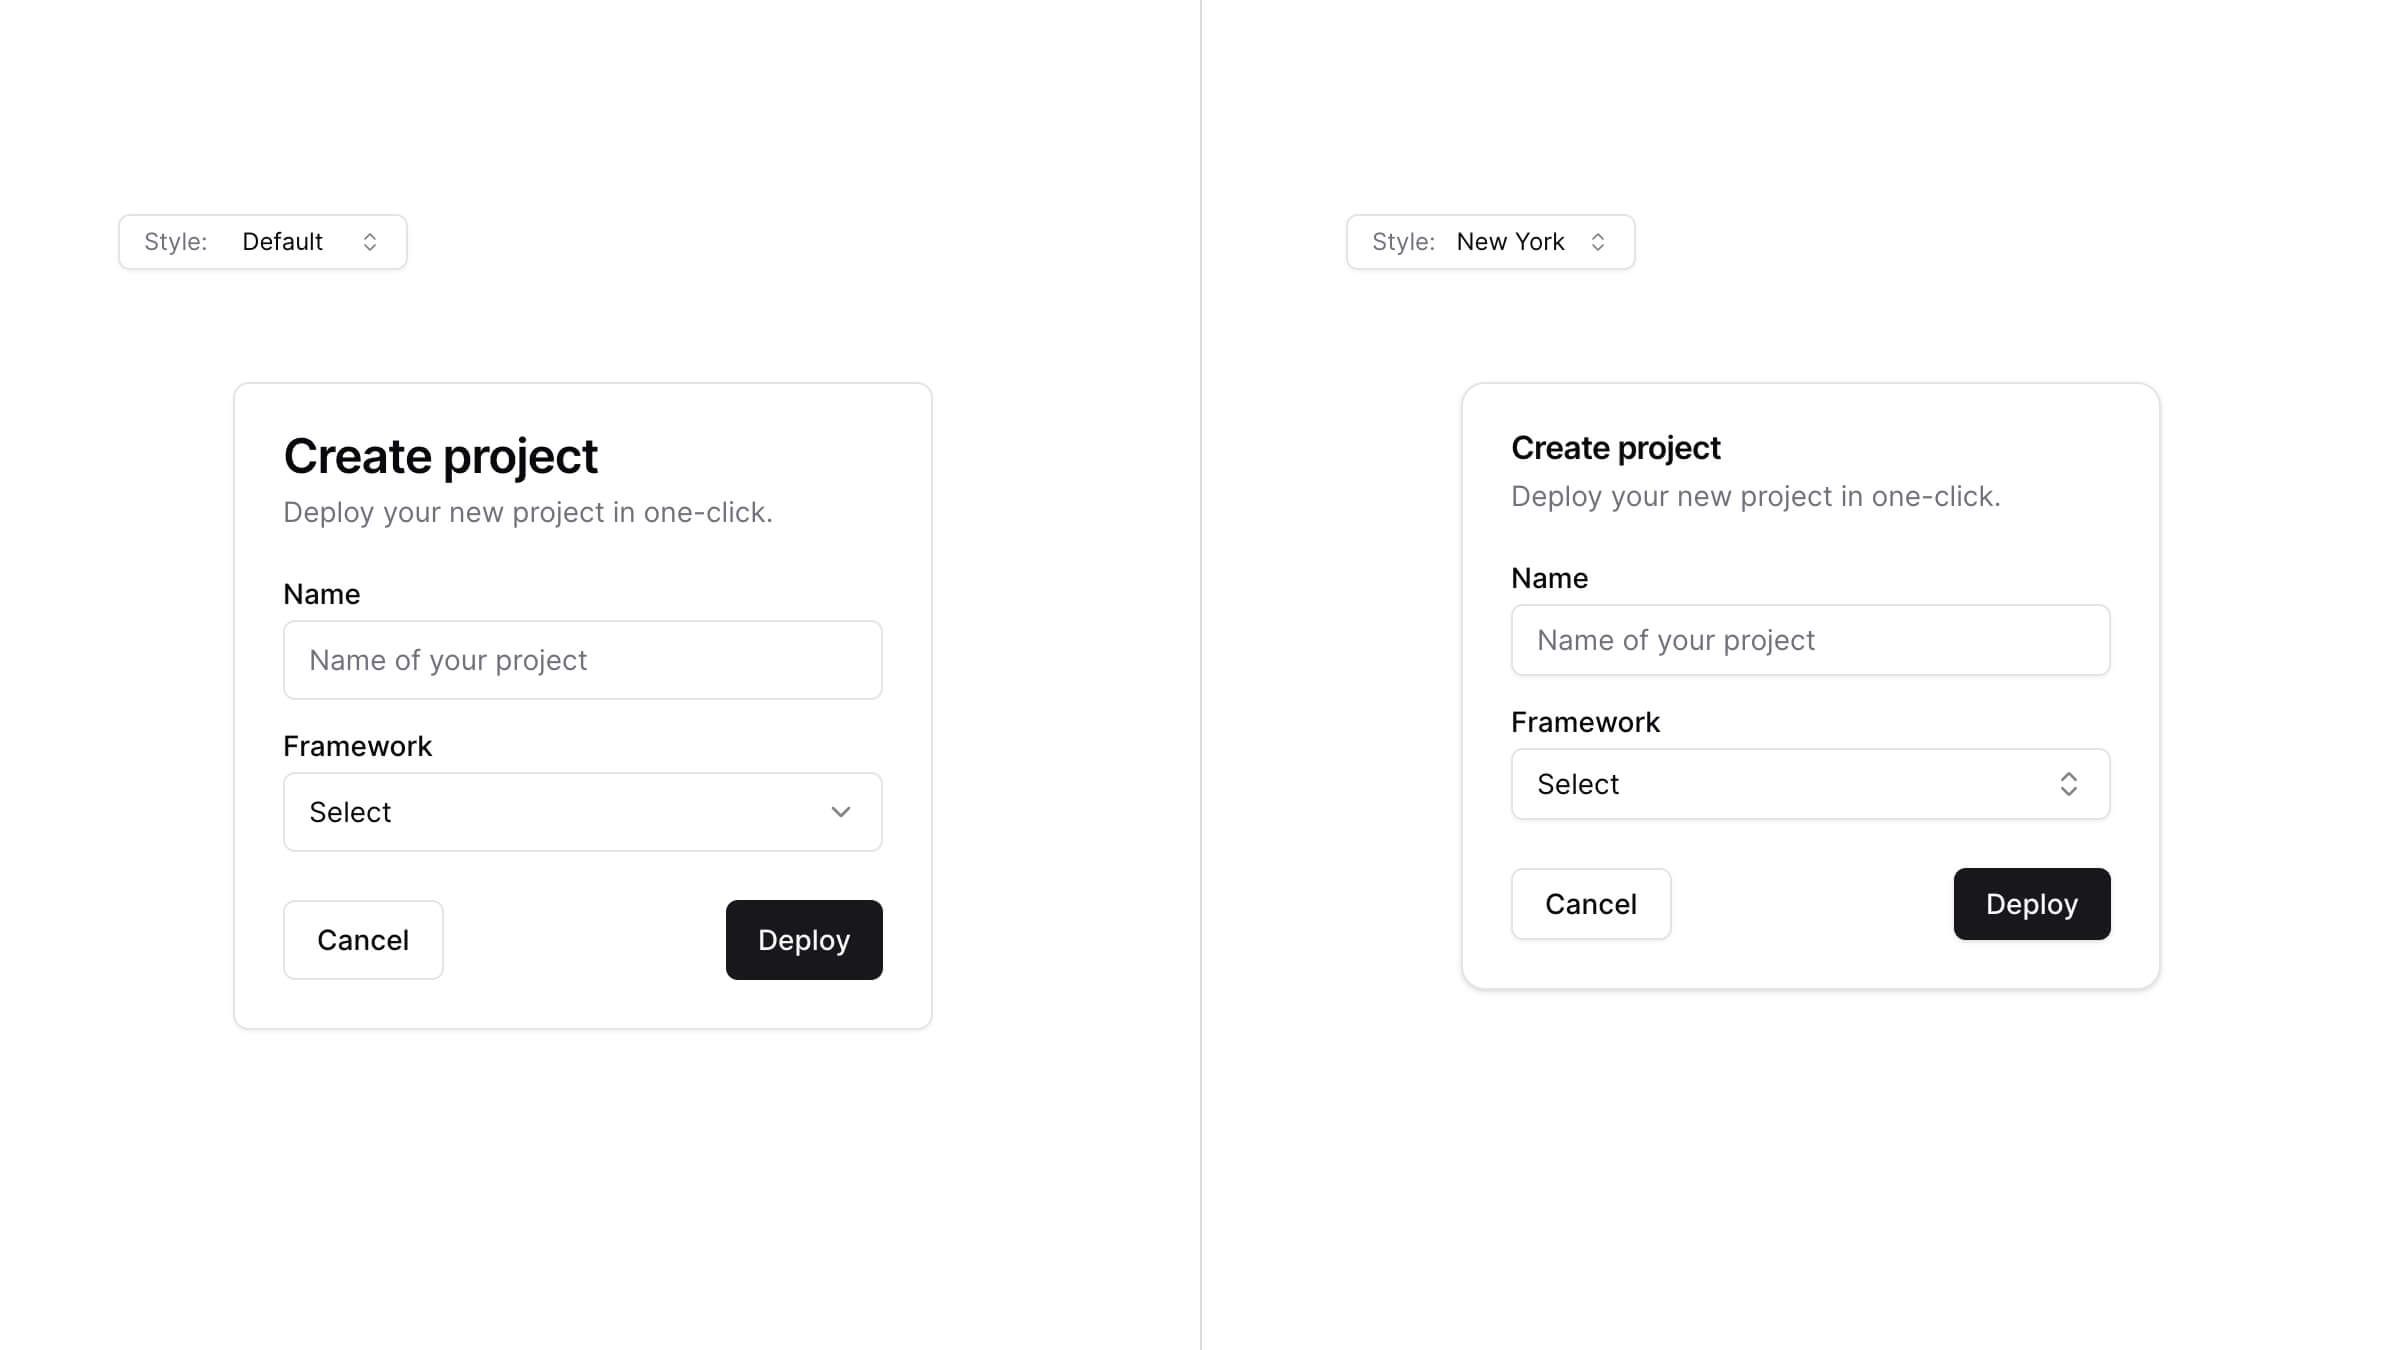 Style: Default
Create project
Deploy your new project in one-click.
Name
Name of your project
Framework
Select
Cancel
Deploy
Style: New York
Create project
Deploy your new project in one-click.
Name
Name of your project
Framework
Select
Cancel
Deploy